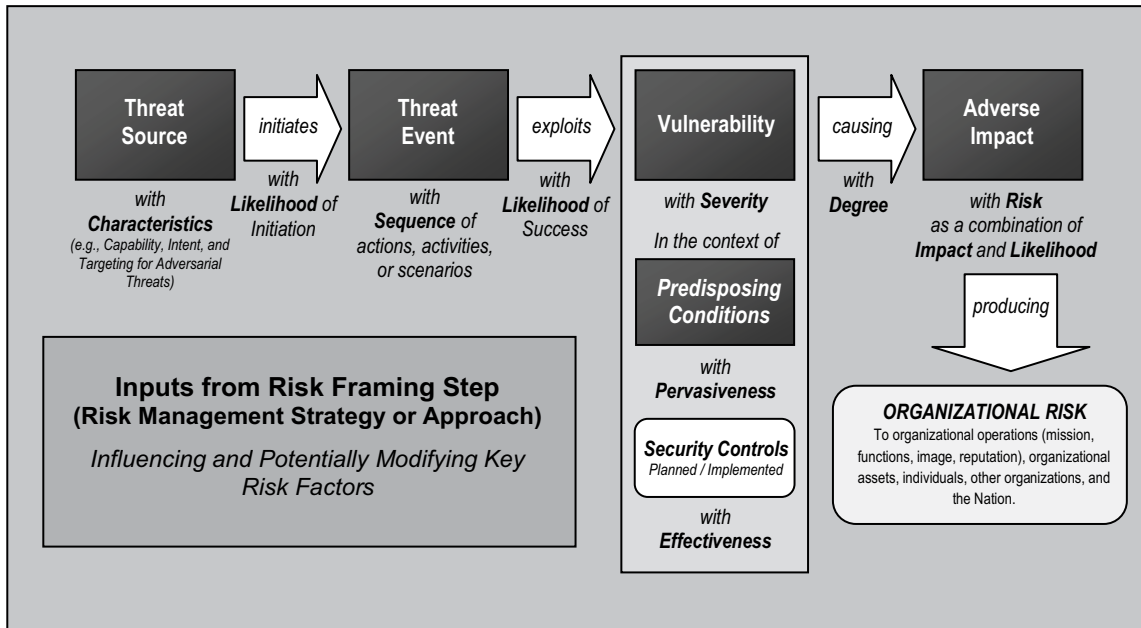 Threat
Source
with
Characteristics
(e.g., Capability, Intent, and
Targeting for Adversarial
Threats)
initiates
with
Likelihood of
Initiation
Threat
Event
with
Sequence of
actions, activities,
or scenarios
exploits
with
Likelihood of
Success
Vulnerability
with Severity
In the context of
Predisposing
Conditions
with
Pervasiveness
Security Controls
Planned / Implemented
with
Effectiveness
causing
with
Degree
Adverse
Impact
with Risk
as a combination of
Impact and Likelihood
producing
ORGANIZATIONAL RISK
To organizational operations (mission,
functions, image, reputation), organizational
assets, individuals, other organizations, and
the Nation.
Inputs from Risk Framing Step
(Risk Management Strategy or Approach)
Influencing and Potentially Modifying Key
Risk Factors